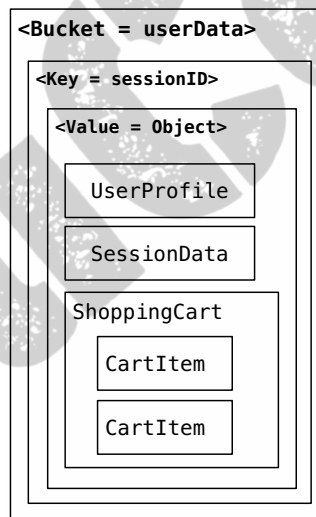 <Bucket = userData>
<Key = sessionID>
<Value = Object>
UserProfile
SessionData
ShoppingCart
CartItem
CartItem